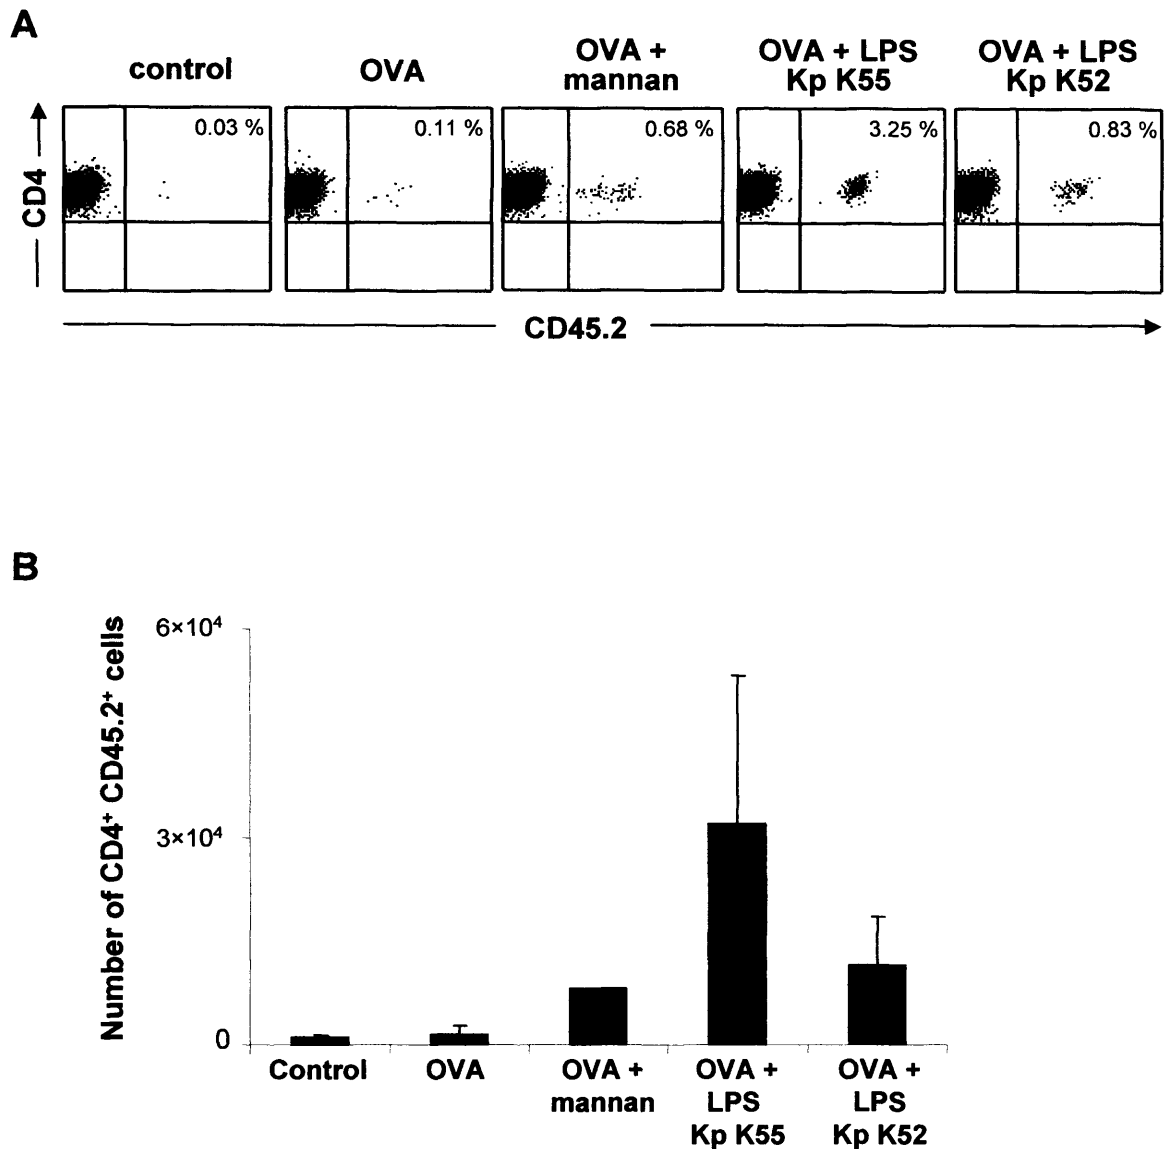 A
control
OVA
OVA +
mannan
OVA + LPS
Kp K55
OVA + LPS
Kp K52
0.03 %
0.11 %
0.68 %
3.25 %
0.83 %
CD4
CD45.2
B
Number of CD4⁺ CD45.2⁺ cells
6×10⁴
3×10⁴
0
Control
OVA
OVA +
mannan
OVA +
LPS
Kp K55
OVA +
LPS
Kp K52